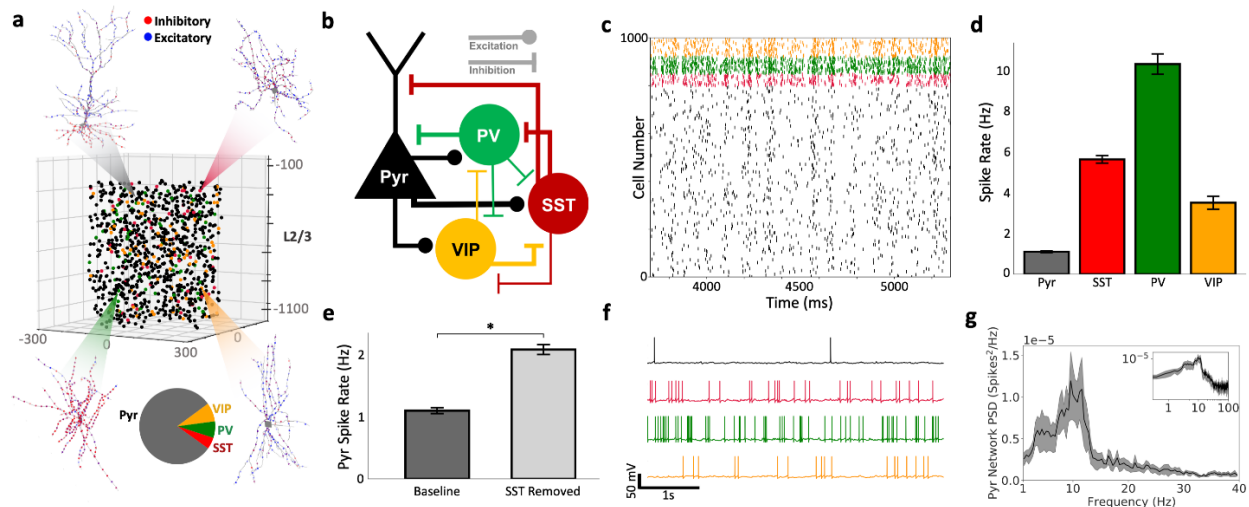 a
Inhibitory
Excitatory
-100
L2/3
-1100
-300
0
300
0
Pyr
VIP
PV
SST
b
Excitation
Inhibition
PV
Pyr
SST
VIP
c
1000
Cell Number
0
4000
4500
5000
Time (ms)
d
Spike Rate (Hz)
10
8
6
4
2
0
Pyr
SST
PV
VIP
e
Pyr Spike Rate (Hz)
*
2
1
0
Baseline
SST Removed
f
50 mV
1s
g
1e-5
Pyr Network PSD (Spikes²/Hz)
1.5
1.0
0.5
0.0
1
10
20
30
40
Frequency (Hz)
10⁻⁵
1
10
100